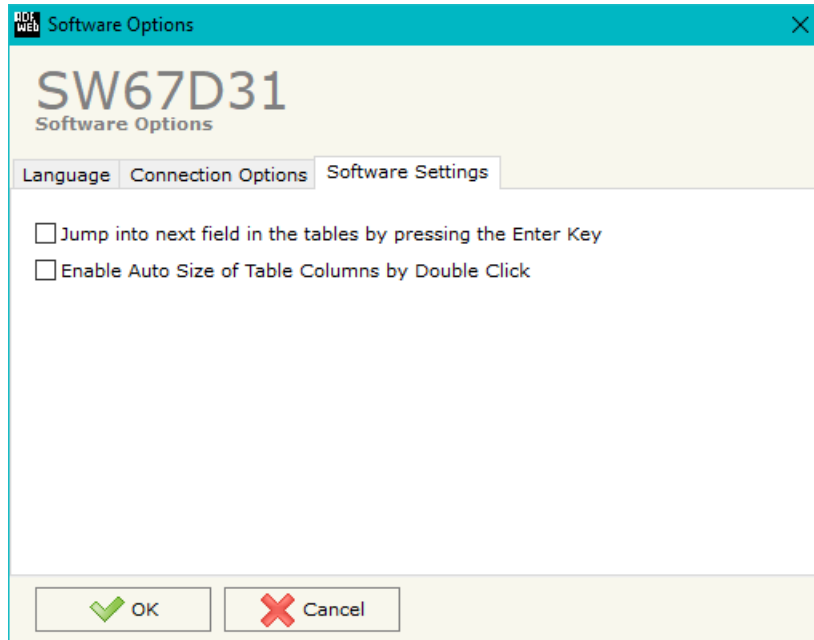 ADF
WEB
Software Options
SW67D31
Software Options
Language
Connection Options
Software Settings
Jump into next field in the tables by pressing the Enter Key
Enable Auto Size of Table Columns by Double Click
OK
Cancel